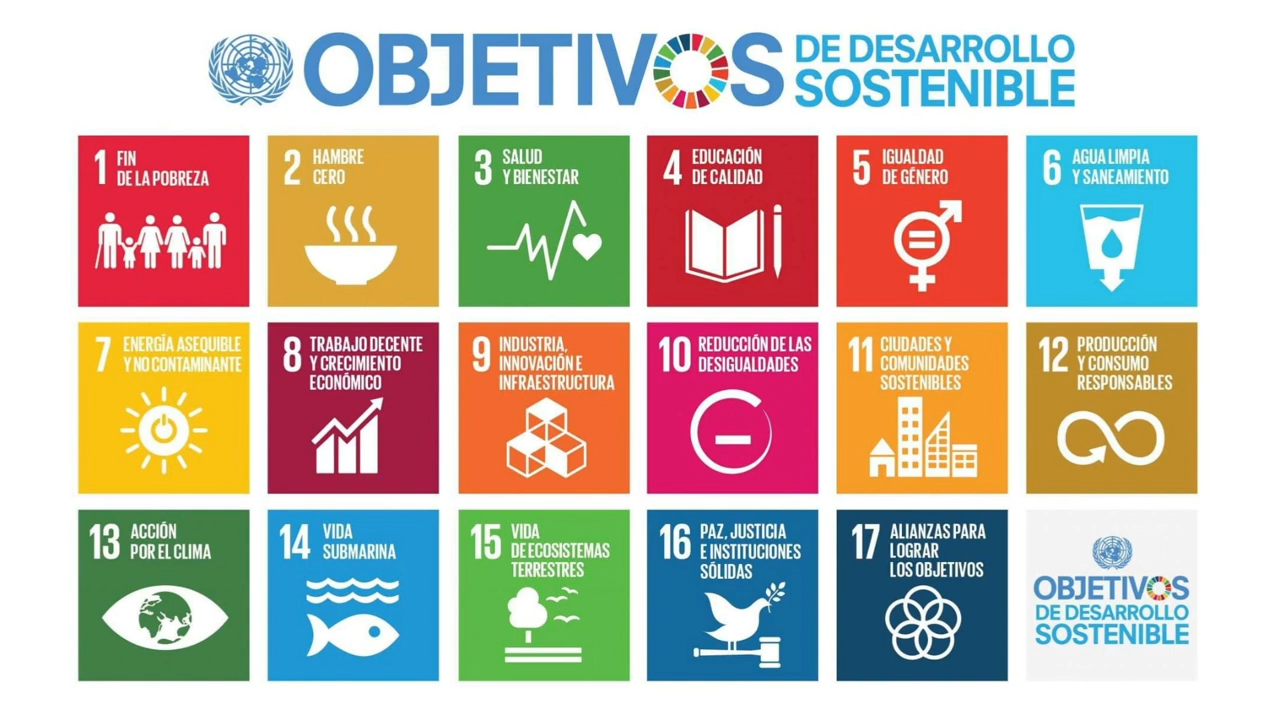 OBJETIVOS
DE DESARROLLO
SOSTENIBLE
1 FIN
DE LA POBREZA
2 HAMBRE
CERO
3 SALUD
Y BIENESTAR
4 EDUCACIÓN
DE CALIDAD
5 IGUALDAD
DE GÉNERO
6 AGUA LIMPIA
Y SANEAMIENTO
7 ENERGÍA ASEQUIBLE
Y NO CONTAMINANTE
8 TRABAJO DECENTE
Y CRECIMIENTO
ECONÓMICO
9 INDUSTRIA,
INNOVACIÓN E
INFRAESTRUCTURA
10 REDUCCIÓN DE LAS
DESIGUALDADES
11 CIUDADES Y
COMUNIDADES
SOSTENIBLES
12 PRODUCCIÓN
Y CONSUMO
RESPONSABLES
13 ACCIÓN
POR EL CLIMA
14 VIDA
SUBMARINA
15 VIDA
DE ECOSISTEMAS
TERRESTRES
16 PAZ, JUSTICIA
E INSTITUCIONES
SÓLIDAS
17 ALIANZAS PARA
LOGRAR
LOS OBJETIVOS
OBJETIVOS
DE DESARROLLO
SOSTENIBLE